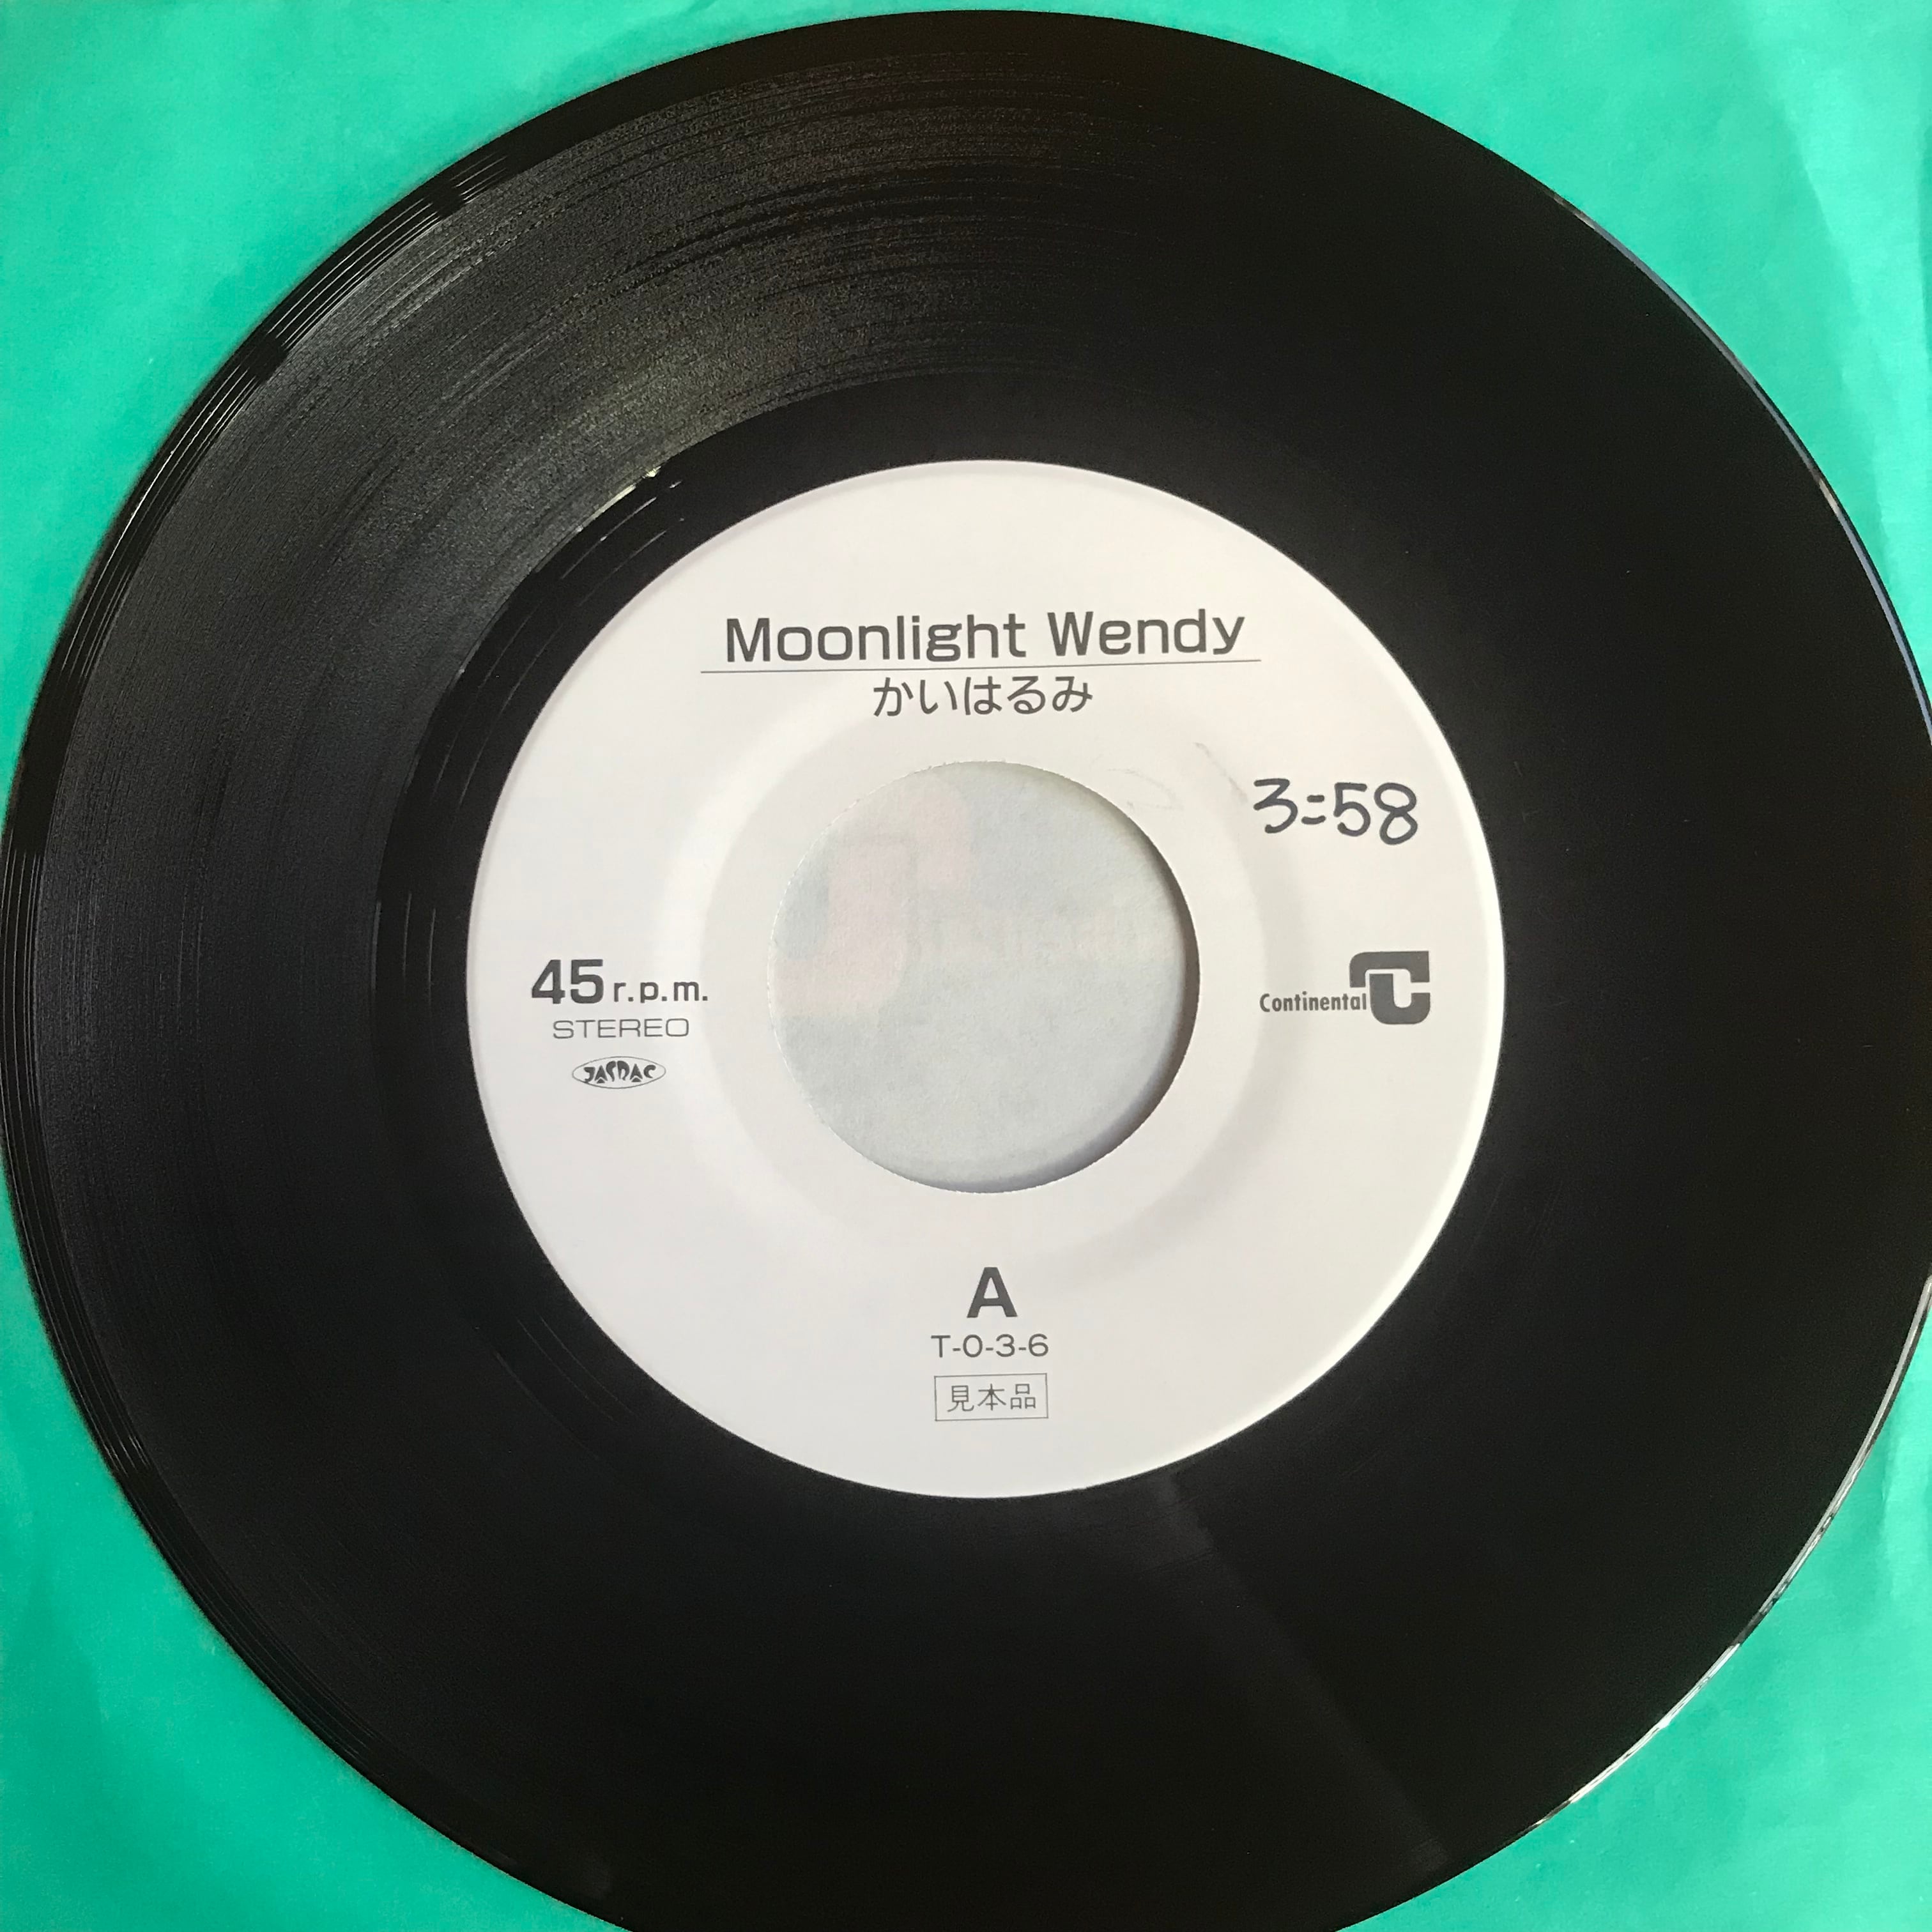 Moonlight Wendy
かいはるみ
3=58
45 r.p.m.
STEREO
JASRAC
Continental
A
T-0-3-6
見本品